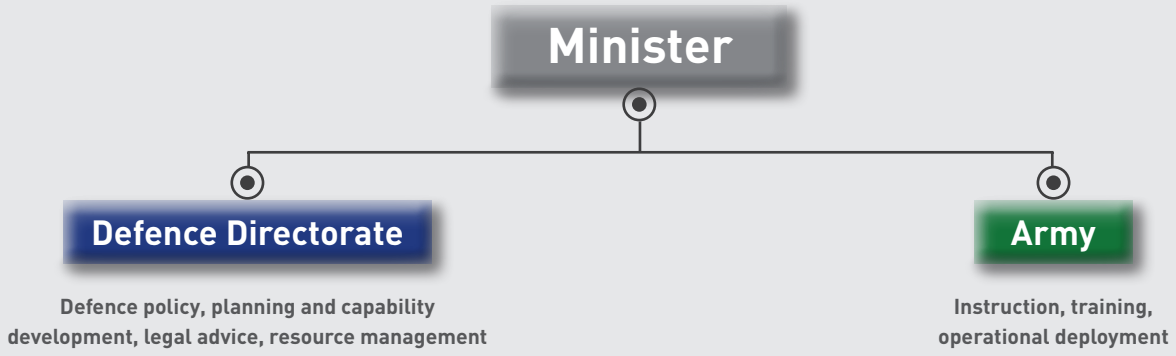 Minister
Defence Directorate
Army
Defence policy, planning and capability
development, legal advice, resource management
Instruction, training,
operational deployment